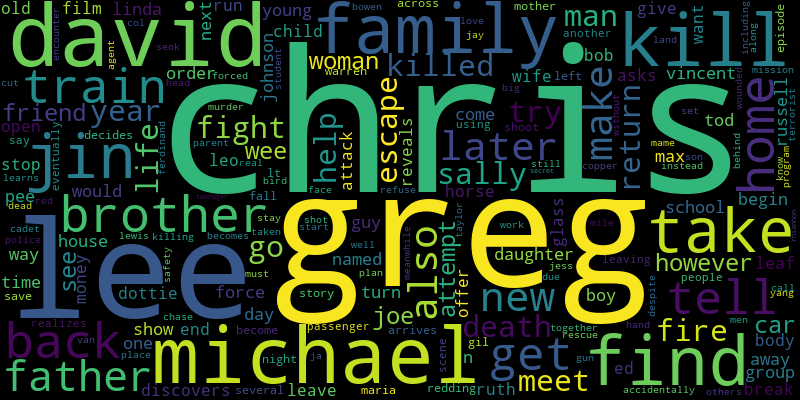 old film linda
across mother
bowen love jay
another
david
col
encounter
agent
seok
next
run young
child
family
kill
man
bob
give
want
land
including
along
episode
train
friend year
order
forced
cut
head
johnson
student
woman
warren
killed
wife left
asks vincent
mission
wounded
terrorist
chris
open
say
learns
stop
jin
life
eventually
ferdinand
decides
would
fight
wee
murder
parent
leo real
lt
bird
help
attack
escape
reveals
try
big
come
using shoot
later
sally
still
secret
make
copper
without
return
set
tod
mame
max son
instead
behind
home
russell
know
program
pee
dead
red
cadet
police
way
time
save
house
see
money
brother
lewis killing
dottie
safety
lee
chase
must
becomes
taken
fall
stay
go
face
shot
start
story
greg
refuse
horse
guy
named
plan
turn
well
meanwhile
also
attempt
taylor
offer
glass
daughter
work
jess
due
new
boy
school begin
mile
take
leaving
however leaf
people
despite
tell
call
yang
realizes
back
van
place
father
discovers
show end
one
become
force
day
michael
several
night
leave
passenger
joe
arrives
ja
maria
death
n
gil
scene
redding ruth
get
meet
together
rescue
gun
find
ed
hand
men
fire
car
body
away
group
break
accidentally others